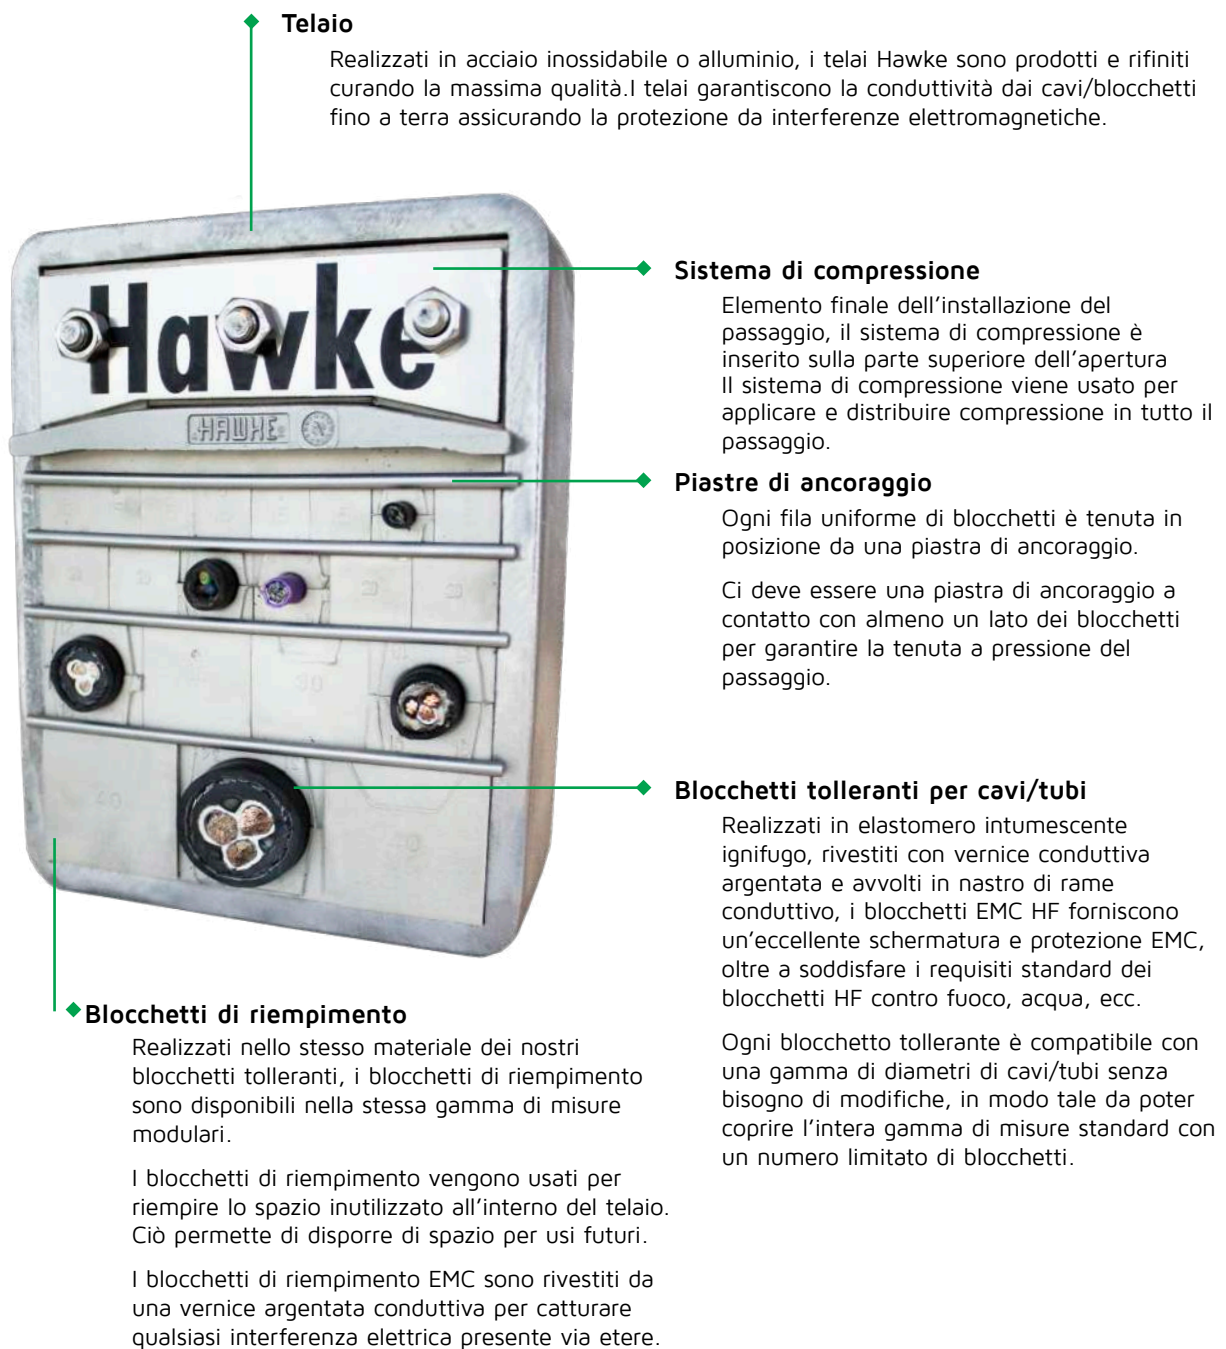 Telaio
Realizzati in acciaio inossidabile o alluminio, i telai Hawke sono prodotti e rifiniti
curando la massima qualità.I telai garantiscono la conduttività dai cavi/blocchetti
fino a terra assicurando la protezione da interferenze elettromagnetiche.
Hawke
HAWKE
30
40
40
Sistema di compressione
Elemento finale dell’installazione del
passaggio, il sistema di compressione è
inserito sulla parte superiore dell’apertura
Il sistema di compressione viene usato per
applicare e distribuire compressione in tutto il
passaggio.
Piastre di ancoraggio
Ogni fila uniforme di blocchetti è tenuta in
posizione da una piastra di ancoraggio.
Ci deve essere una piastra di ancoraggio a
contatto con almeno un lato dei blocchetti
per garantire la tenuta a pressione del
passaggio.
Blocchetti tolleranti per cavi/tubi
Realizzati in elastomero intumescente
ignifugo, rivestiti con vernice conduttiva
argentata e avvolti in nastro di rame
conduttivo, i blocchetti EMC HF forniscono
un’eccellente schermatura e protezione EMC,
oltre a soddisfare i requisiti standard dei
blocchetti HF contro fuoco, acqua, ecc.
Ogni blocchetto tollerante è compatibile con
una gamma di diametri di cavi/tubi senza
bisogno di modifiche, in modo tale da poter
coprire l’intera gamma di misure standard con
un numero limitato di blocchetti.
Blocchetti di riempimento
Realizzati nello stesso materiale dei nostri
blocchetti tolleranti, i blocchetti di riempimento
sono disponibili nella stessa gamma di misure
modulari.
I blocchetti di riempimento vengono usati per
riempire lo spazio inutilizzato all’interno del telaio.
Ciò permette di disporre di spazio per usi futuri.
I blocchetti di riempimento EMC sono rivestiti da
una vernice argentata conduttiva per catturare
qualsiasi interferenza elettrica presente via etere.